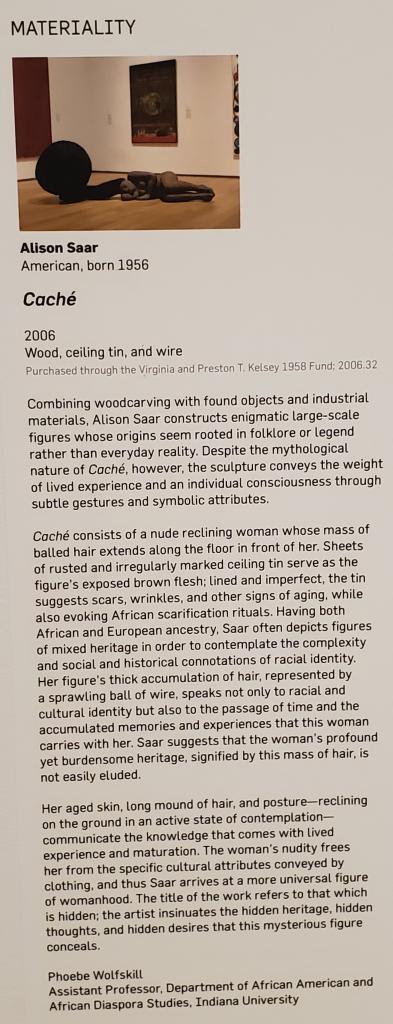 MATERIALITY
Alison Saar
American, born 1956
Caché
2006
Wood, ceiling tin, and wire
Purchased through the Virginia and Preston T. Kelsey 1958 Fund; 2006.32
Combining woodcarving with found objects and industrial
materials, Alison Saar constructs enigmatic large-scale
figures whose origins seem rooted in folklore or legend
rather than everyday reality. Despite the mythological
nature of Caché, however, the sculpture conveys the weight
of lived experience and an individual consciousness through
subtle gestures and symbolic attributes.
Caché consists of a nude reclining woman whose mass of
balled hair extends along the floor in front of her. Sheets
of rusted and irregularly marked ceiling tin serve as the
figure's exposed brown flesh; lined and imperfect, the tin
suggests scars, wrinkles, and other signs of aging, while
also evoking African scarification rituals. Having both
African and European ancestry, Saar often depicts figures
of mixed heritage in order to contemplate the complexity
and social and historical connotations of racial identity.
Her figure's thick accumulation of hair, represented by
a sprawling ball of wire, speaks not only to racial and
cultural identity but also to the passage of time and the
accumulated memories and experiences that this woman
carries with her. Saar suggests that the woman's profound
yet burdensome heritage, signified by this mass of hair, is
not easily eluded.
Her aged skin, long mound of hair, and posture—reclining
on the ground in an active state of contemplation—
communicate the knowledge that comes with lived
experience and maturation. The woman's nudity frees
her from the specific cultural attributes conveyed by
clothing, and thus Saar arrives at a more universal figure
of womanhood. The title of the work refers to that which
is hidden; the artist insinuates the hidden heritage, hidden
thoughts, and hidden desires that this mysterious figure
conceals.
Phoebe Wolfskill
Assistant Professor, Department of African American and
African Diaspora Studies, Indiana University